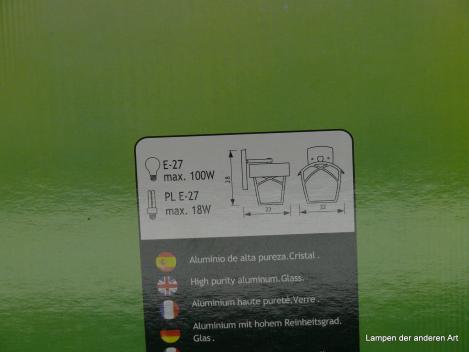 E-27
max. 100W
PL E-27
max. 18W
28
22
22
Aluminio de alta pureza.Cristal .
High purity aluminum.Glass.
Aluminium haute pureté.Verre .
Aluminium mit hohem Reinheitsgrad.
Glas .
Lampen der anderen Art